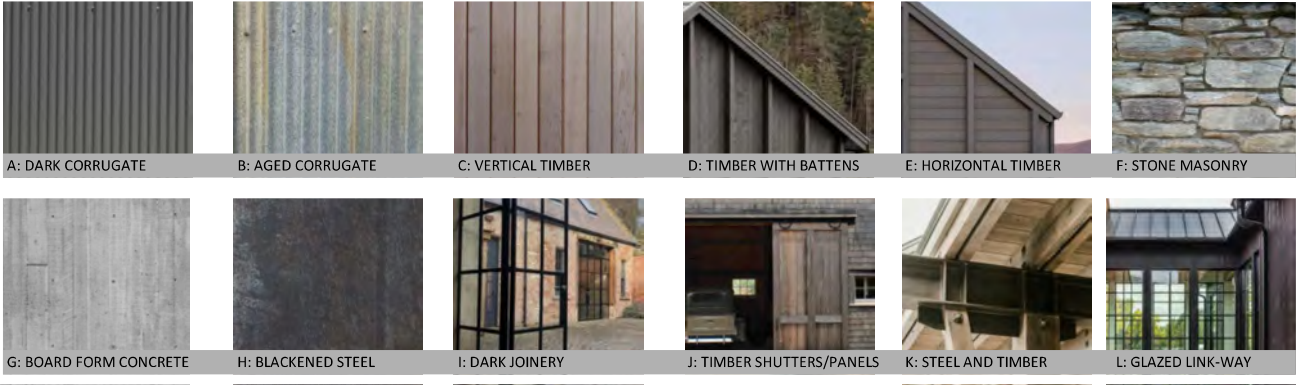 A: DARK CORRUGATE
B: AGED CORRUGATE
C: VERTICAL TIMBER
D: TIMBER WITH BATTENS
E: HORIZONTAL TIMBER
F: STONE MASONRY
G: BOARD FORM CONCRETE
H: BLACKENED STEEL
I: DARK JOINERY
J: TIMBER SHUTTERS/PANELS
K: STEEL AND TIMBER
L: GLAZED LINK-WAY